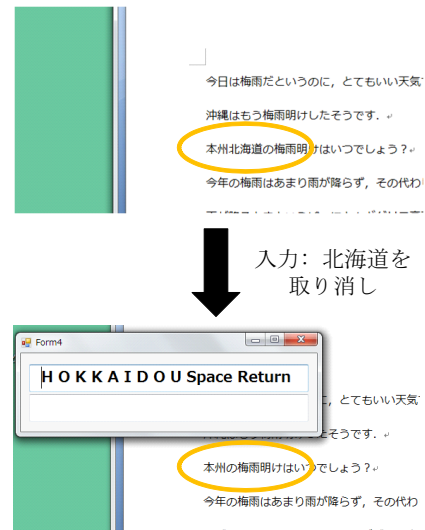 今日は梅雨だというのに，とてもいい天気
沖縄はもう梅雨明けしたそうです．
本州北海道の梅雨明けはいつでしょう？
今年の梅雨はあまり雨が降らず，その代わ
入力: 北海道を
取り消し
Form4
H O K K A I D O U Space Return
に，とてもいい天気
そうです．
本州の梅雨明けはいつでしょう？
今年の梅雨はあまり雨が降らず，その代わ